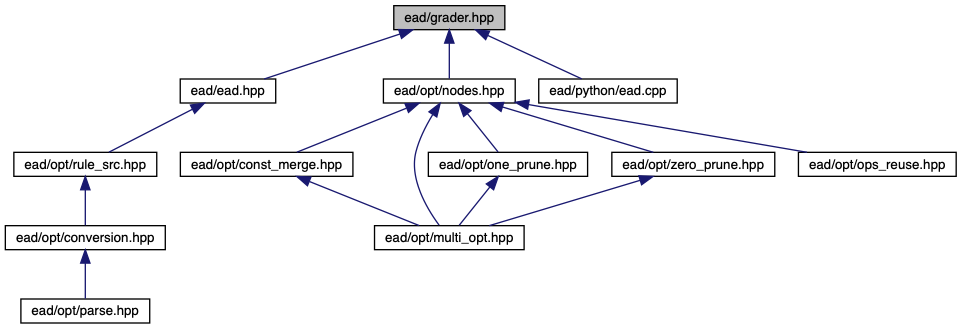 ead/grader.hpp
ead/ead.hpp
ead/opt/nodes.hpp
ead/python/ead.cpp
ead/opt/rule_src.hpp
ead/opt/const_merge.hpp
ead/opt/one_prune.hpp
ead/opt/zero_prune.hpp
ead/opt/ops_reuse.hpp
ead/opt/conversion.hpp
ead/opt/multi_opt.hpp
ead/opt/parse.hpp